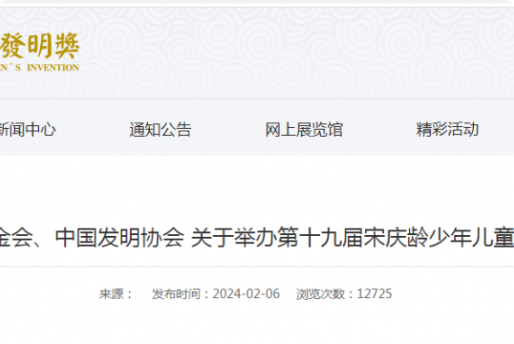 發明獎
N'S INVENTION
新闻中心 通知公告 网上展览馆 精彩活动
金会、中国发明协会 关于举办第十九届宋庆龄少年儿童
来源： 发布时间：2024-02-06 浏览次数：12725